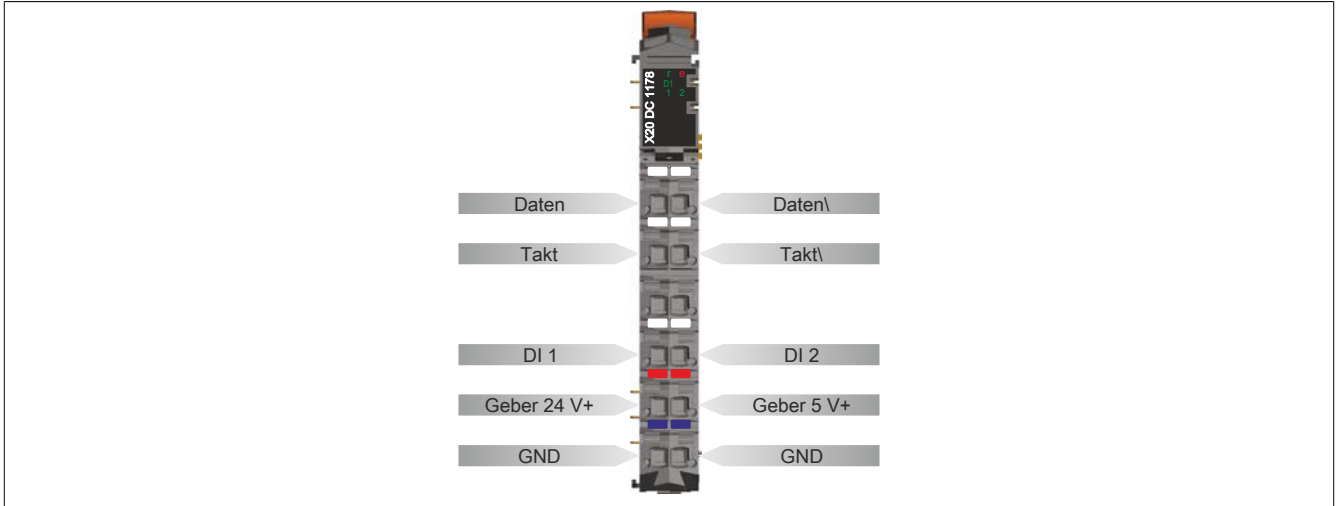 X20 DC 1178
r e
D1
1 2
Daten Daten\
Takt Takt\
DI 1 DI 2
Geber 24 V+ Geber 5 V+
GND GND